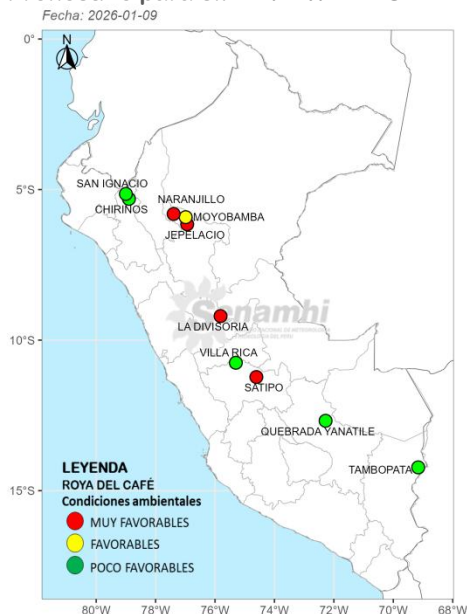 Fecha: 2026-01-09
N
0°
SAN IGNACIO
NARANJILLO
5°S
CHIRINOS
MOYOBAMBA
JEPELACIO
Senamhi
10°S
LA DIVISORIA
VILLA RICA
SATIPO
QUEBRADA YANATILE
TAMBOPATA
LEYENDA
ROYA DEL CAFÉ
Condiciones ambientales
15°S
MUY FAVORABLES
FAVORABLES
POCO FAVORABLES
80°W 78°W 76°W 74°W 72°W 70°W 68°W